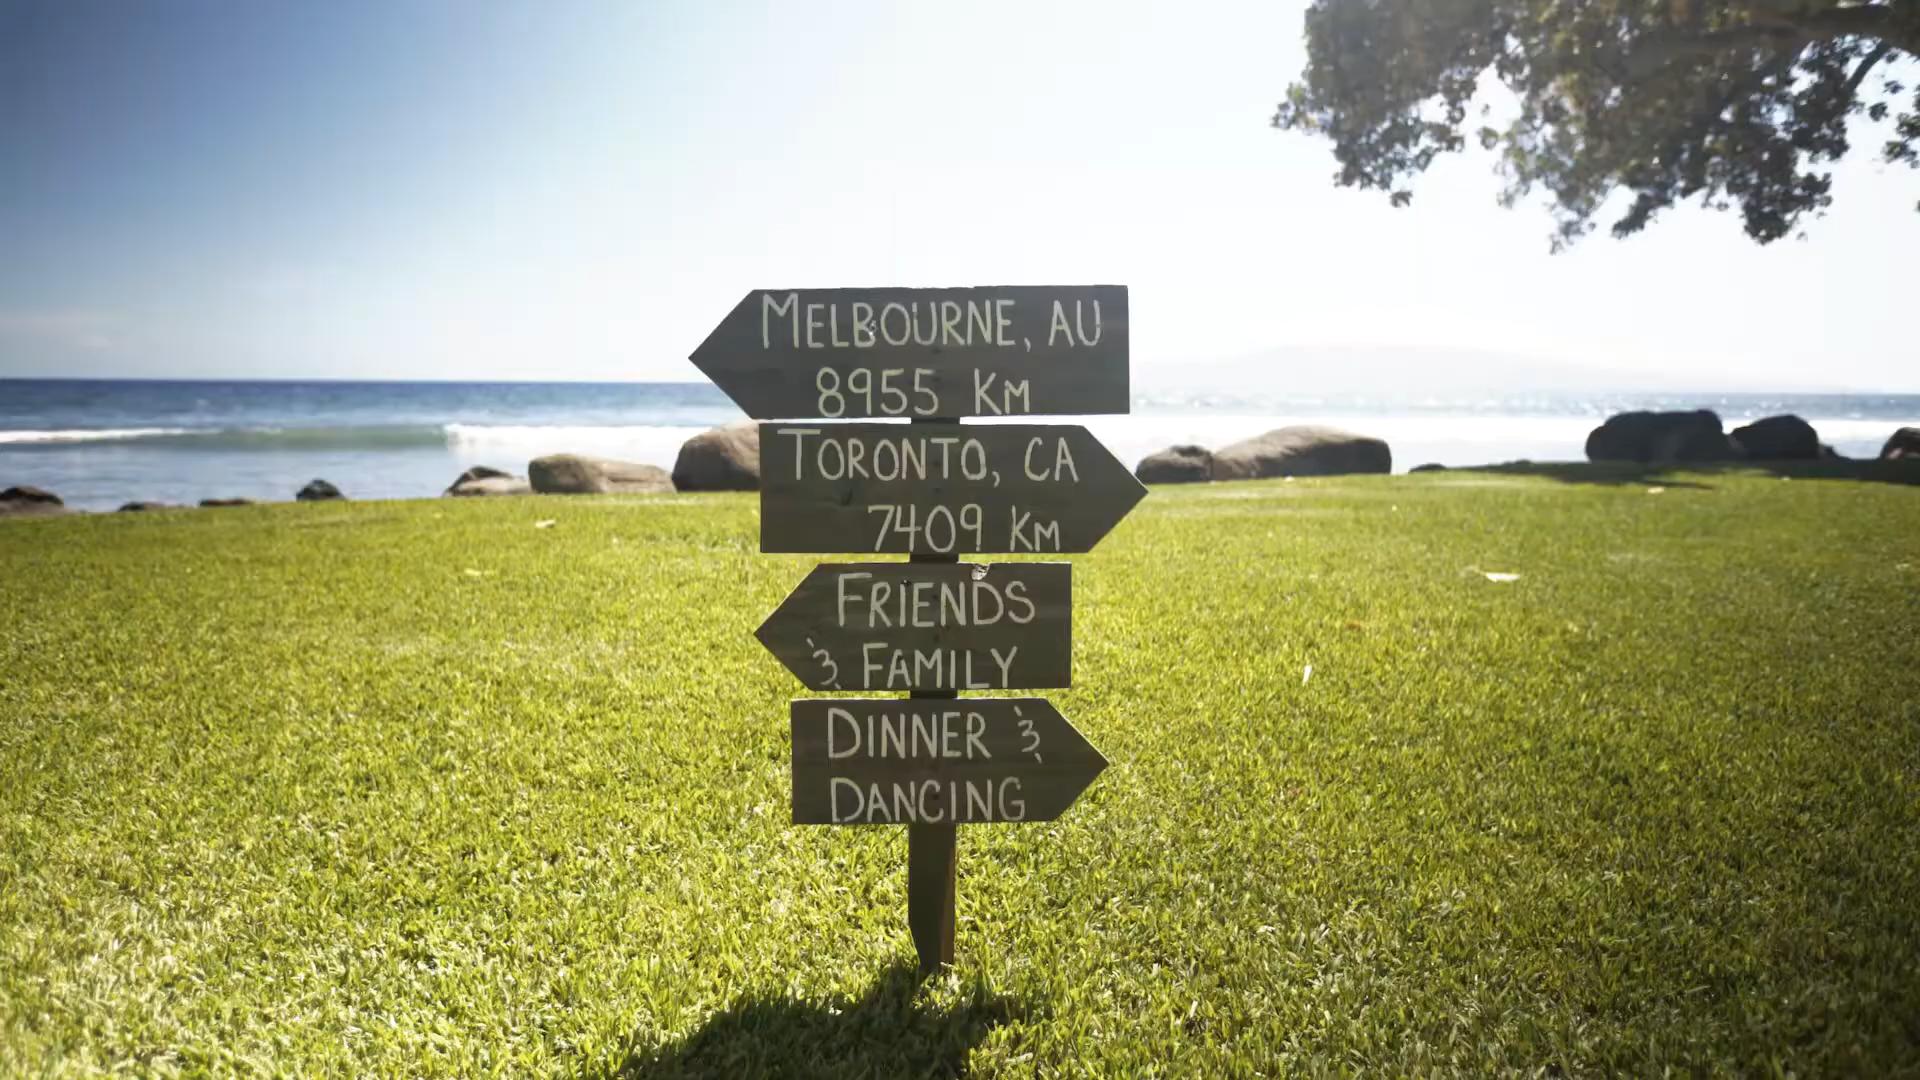 MELBOURNE, AU
8955 KM
TORONTO, CA
7409 KM
FRIENDS
& FAMILY
DINNER &
DANCING